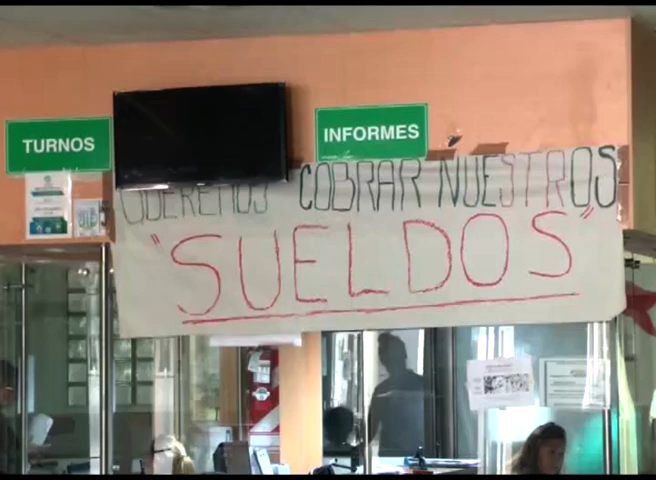 TURNOS
INFORMES
QUEREMOS COBRAR NUESTROS
"SUELDOS"